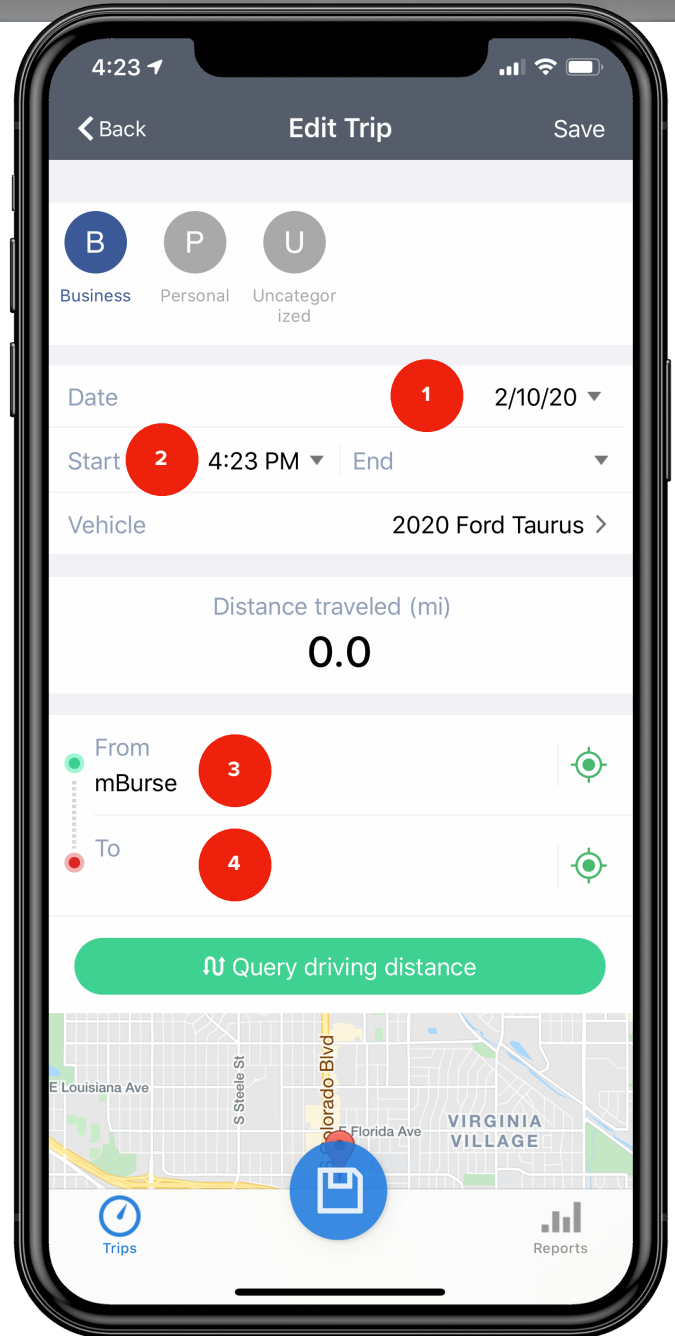 4:23
Back
Edit Trip
Save
B
P
U
Business
Personal
Uncategor
ized
Date
1
2/10/20
Start
2
4:23 PM
End
Vehicle
2020 Ford Taurus
Distance traveled (mi)
0.0
From
mBurse
3
To
4
Query driving distance
E Louisiana Ave
S Steele St
Colorado Blvd
E Florida Ave
VIRGINIA
VILLAGE
Trips
Reports